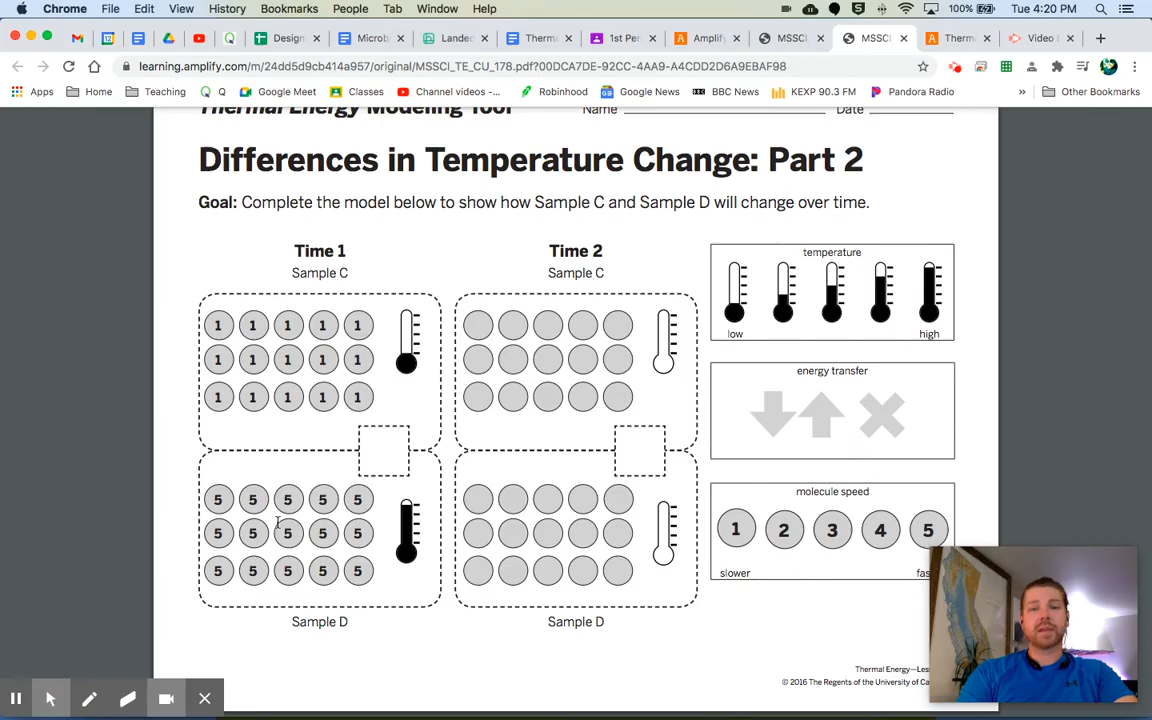 Chrome File Edit View History Bookmarks People Tab Window Help 100% Tue 4:20 PM
Design Microb Landed Therma 1st Per Amplify MSSCI MSSCI Therm Video
learning.amplify.com/m/24dd5d9cb414a957/original/MSSCI_TE_CU_178.pdf?00DCA7DE-92CC-4AA9-A4CDD2D6A9EBAF98
Apps Home Teaching Q Google Meet Classes Channel videos -... Robinhood Google News BBC News KEXP 90.3 FM Pandora Radio » Other Bookmarks
Thermal Energy Modeling Tool Name Date
Differences in Temperature Change: Part 2
Goal: Complete the model below to show how Sample C and Sample D will change over time.
Time 1 Time 2
Sample C Sample C
1 1 1 1 1
1 1 1 1 1
1 1 1 1 1
5 5 5 5 5
5 5 5 5 5
5 5 5 5 5
Sample D Sample D
temperature
low high
energy transfer
molecule speed
1 2 3 4 5
slower fas
Thermal Energy—Les
© 2016 The Regents of the University of Ca